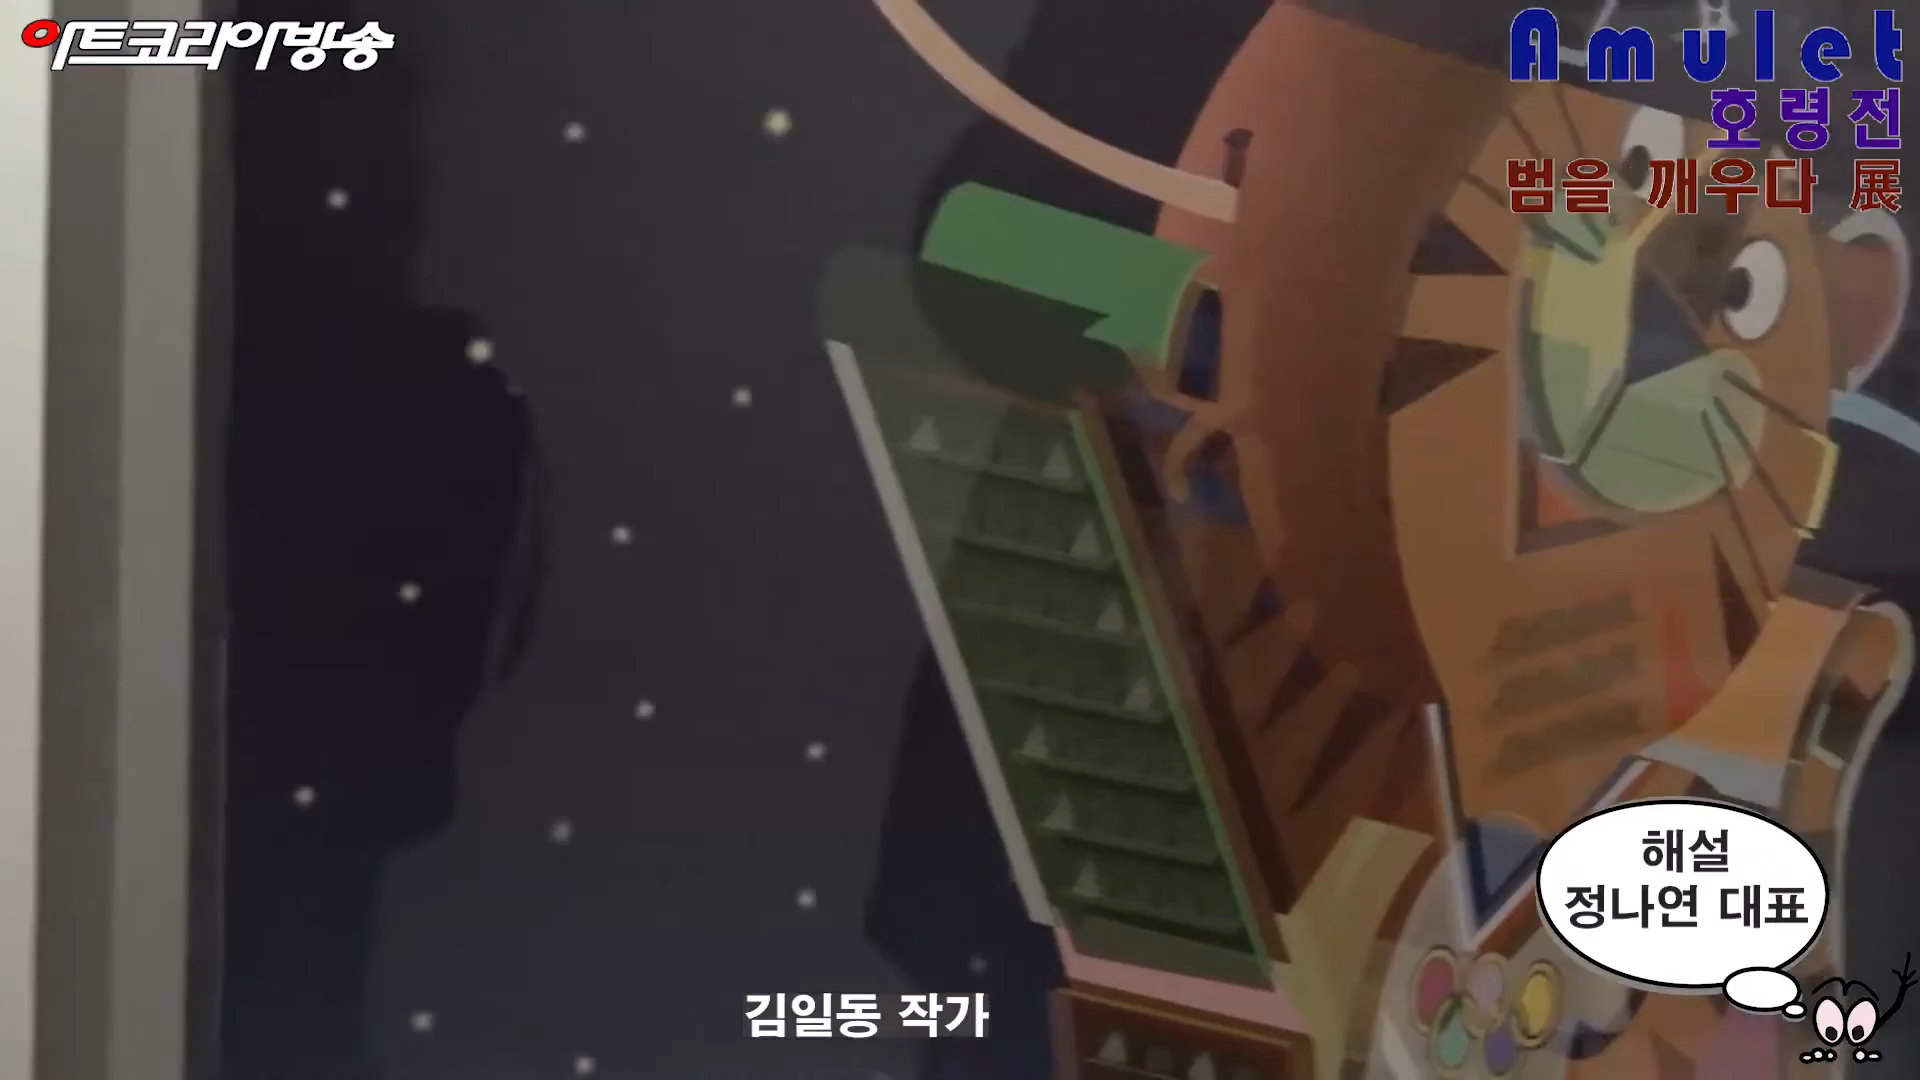 아트코리아방송
Amulet
호령전
범을 깨우다 展
해설
정나연 대표
김일동 작가